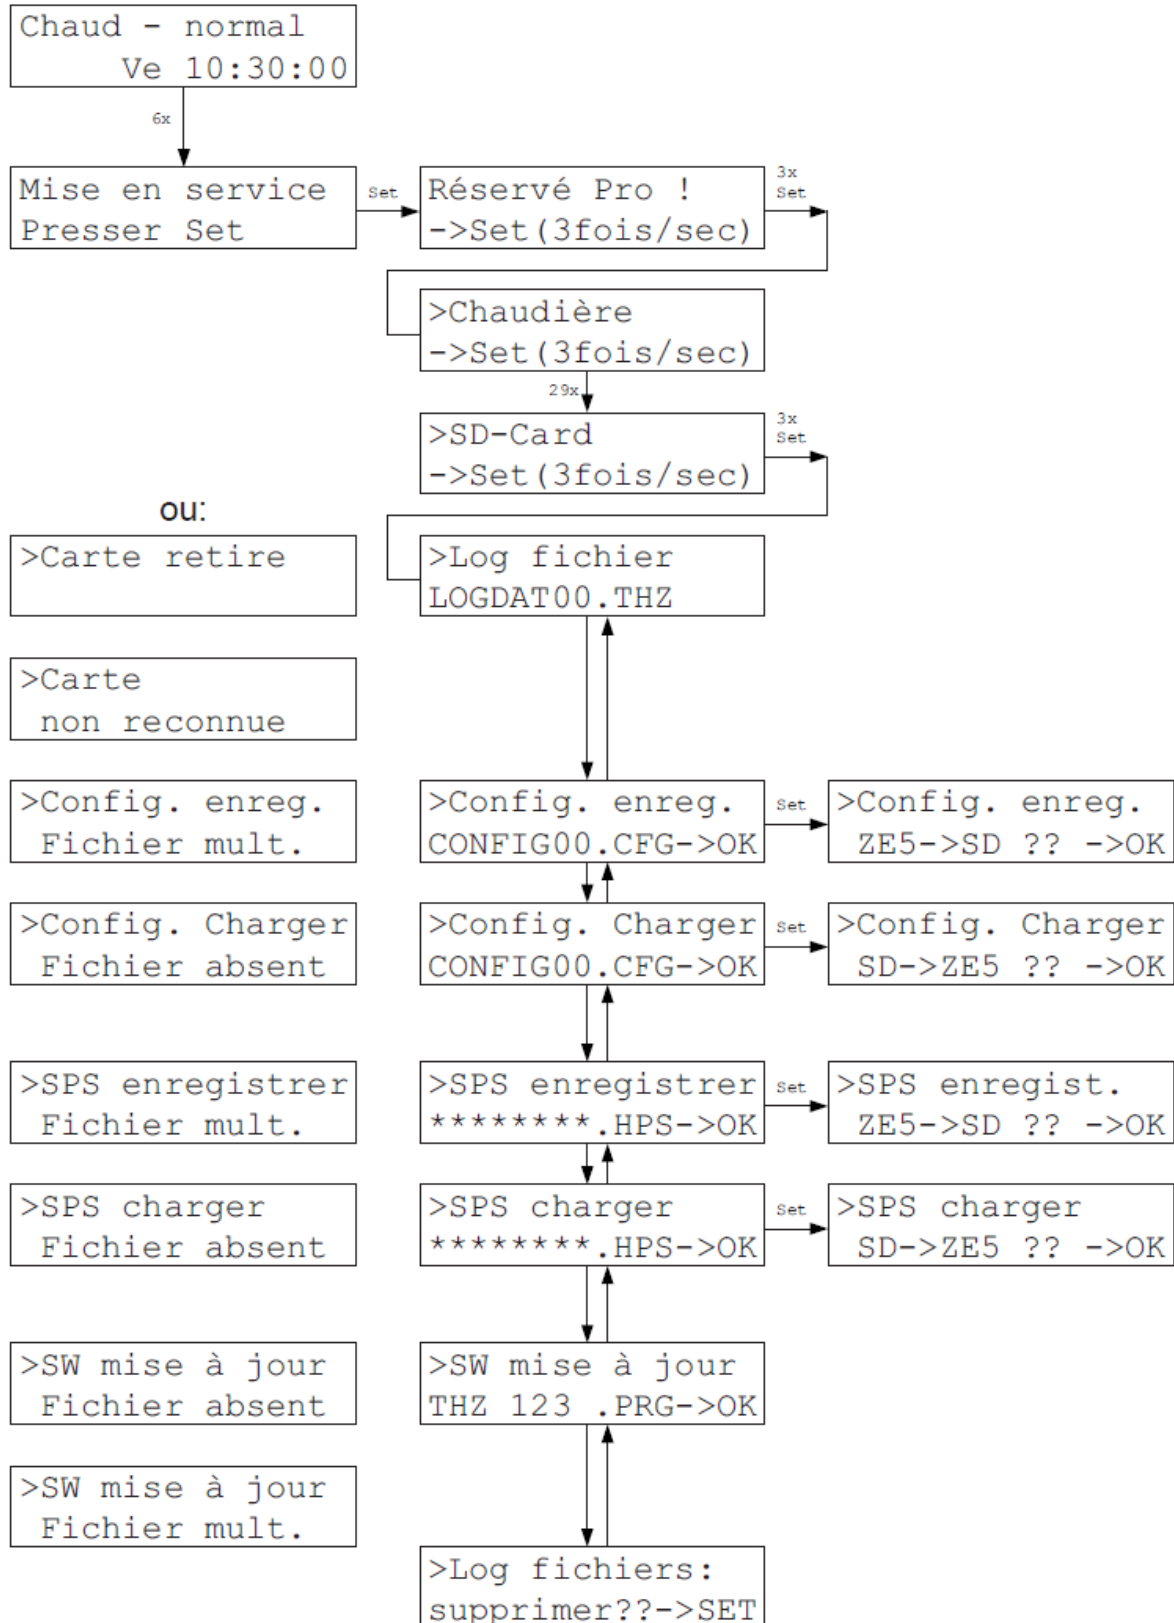 Chaud - normal
Ve 10:30:00
6x
Mise en service
Presser Set
Set
Réservé Pro !
->Set(3fois/sec)
3x
Set
>Chaudière
->Set(3fois/sec)
29x
>SD-Card
->Set(3fois/sec)
3x
Set
ou:
>Carte retire
>Log fichier
LOGDAT00.THZ
>Carte
non reconnue
>Config. enreg.
Fichier mult.
>Config. enreg.
CONFIG00.CFG->OK
Set
>Config. enreg.
ZE5->SD ?? ->OK
>Config. Charger
Fichier absent
>Config. Charger
CONFIG00.CFG->OK
Set
>Config. Charger
SD->ZE5 ?? ->OK
>SPS enregistrer
Fichier mult.
>SPS enregistrer
********.HPS->OK
Set
>SPS enregist.
ZE5->SD ?? ->OK
>SPS charger
Fichier absent
>SPS charger
********.HPS->OK
Set
>SPS charger
SD->ZE5 ?? ->OK
>SW mise à jour
Fichier absent
>SW mise à jour
THZ 123 .PRG->OK
>SW mise à jour
Fichier mult.
>Log fichiers:
supprimer??->SET